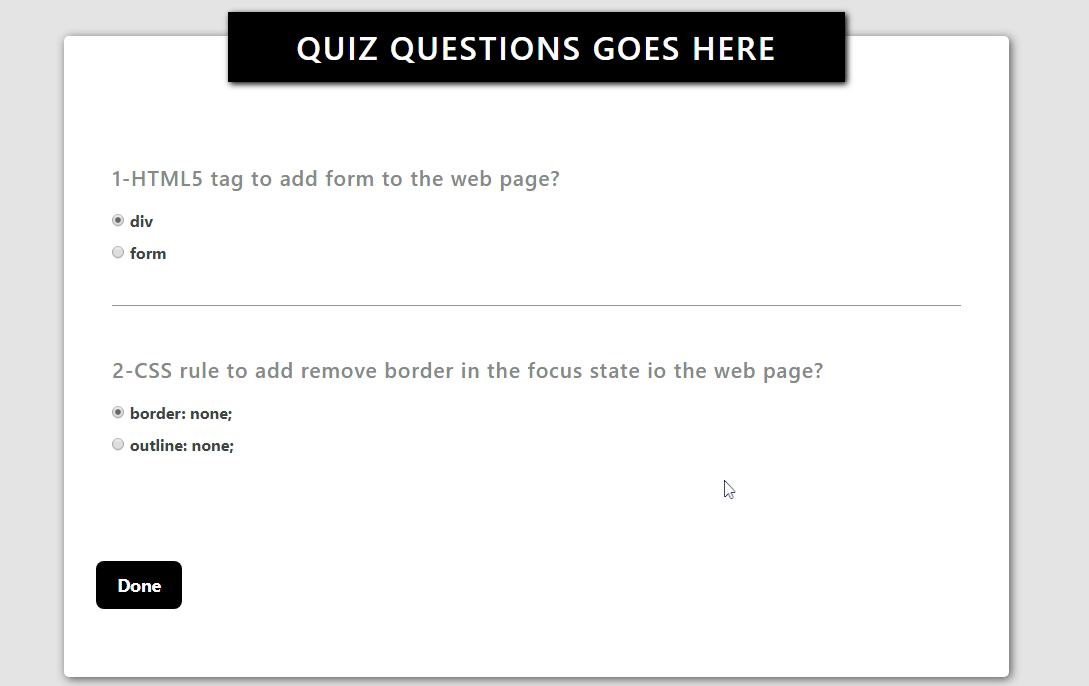 QUIZ QUESTIONS GOES HERE
1-HTML5 tag to add form to the web page?
div
form
2-CSS rule to add remove border in the focus state io the web page?
border: none;
outline: none;
Done